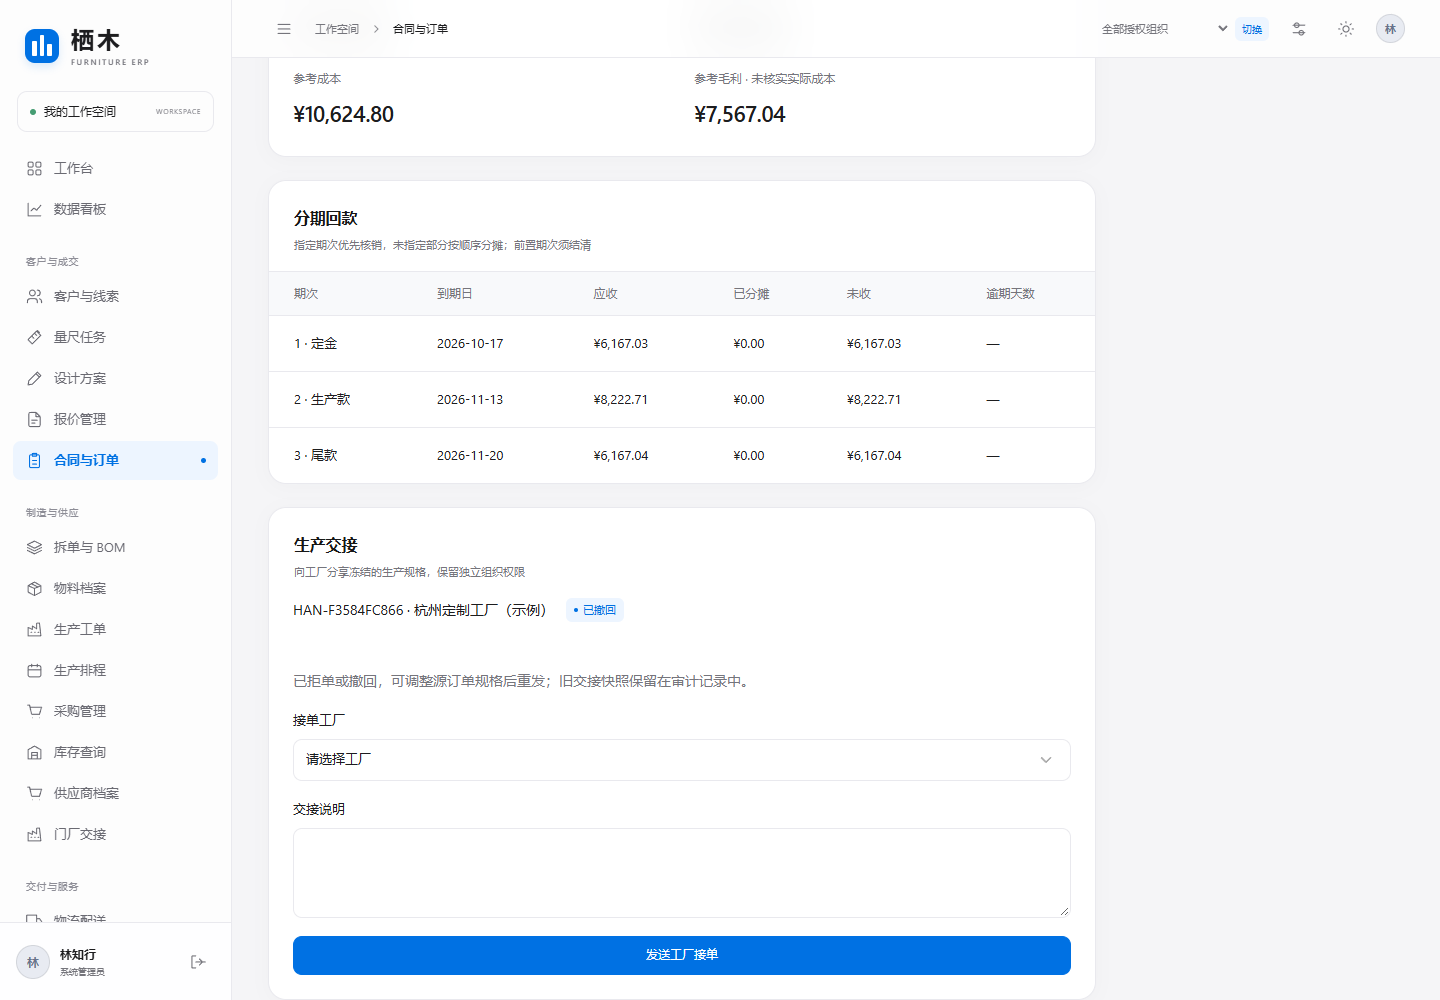 栖木
FURNITURE ERP
我的工作空间
WORKSPACE
工作台
数据看板
客户与成交
客户与线索
量尺任务
设计方案
报价管理
合同与订单
制造与供应
拆单与 BOM
物料档案
生产工单
生产排程
采购管理
库存查询
供应商档案
门厂交接
交付与服务
物流配送
林
林知行
系统管理员
工作空间
合同与订单
全部授权组织
切换
林
参考成本
参考毛利 · 未核实实际成本
¥10,624.80
¥7,567.04
分期回款
指定期次优先核销，未指定部分按顺序分摊；前置期次须结清
期次 到期日 应收 已分摊 未收 逾期天数
1 · 定金 2026-10-17 ¥6,167.03 ¥0.00 ¥6,167.03 —
2 · 生产款 2026-11-13 ¥8,222.71 ¥0.00 ¥8,222.71 —
3 · 尾款 2026-11-20 ¥6,167.04 ¥0.00 ¥6,167.04 —
生产交接
向工厂分享冻结的生产规格，保留独立组织权限
HAN-F3584FC866 · 杭州定制工厂（示例）
已撤回
已拒单或撤回，可调整源订单规格后重发；旧交接快照保留在审计记录中。
接单工厂
请选择工厂
交接说明
发送工厂接单